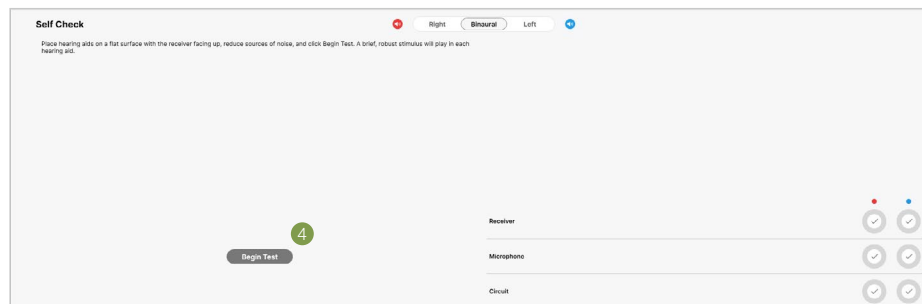 Self Check
Right Binaural Left
Place hearing aids on a flat surface with the receiver facing up, reduce sources of noise, and click Begin Test. A brief, robust stimulus will play in each
hearing aid.
4
Begin Test
Receiver
Microphone
Circuit